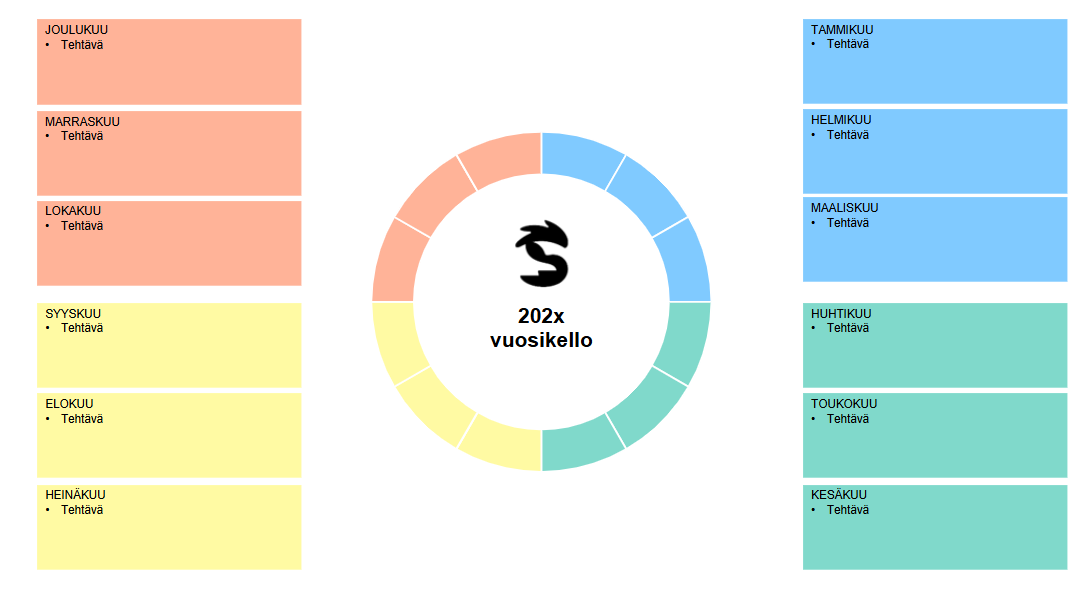 JOULUKUU
• Tehtävä
MARRASKUU
• Tehtävä
LOKAKUU
• Tehtävä
SYYSKUU
• Tehtävä
ELOKUU
• Tehtävä
HEINÄKUU
• Tehtävä
202x
vuosikello
TAMMIKUU
• Tehtävä
HELMIKUU
• Tehtävä
MAALISKUU
• Tehtävä
HUHTIKUU
• Tehtävä
TOUKOKUU
• Tehtävä
KESÄKUU
• Tehtävä